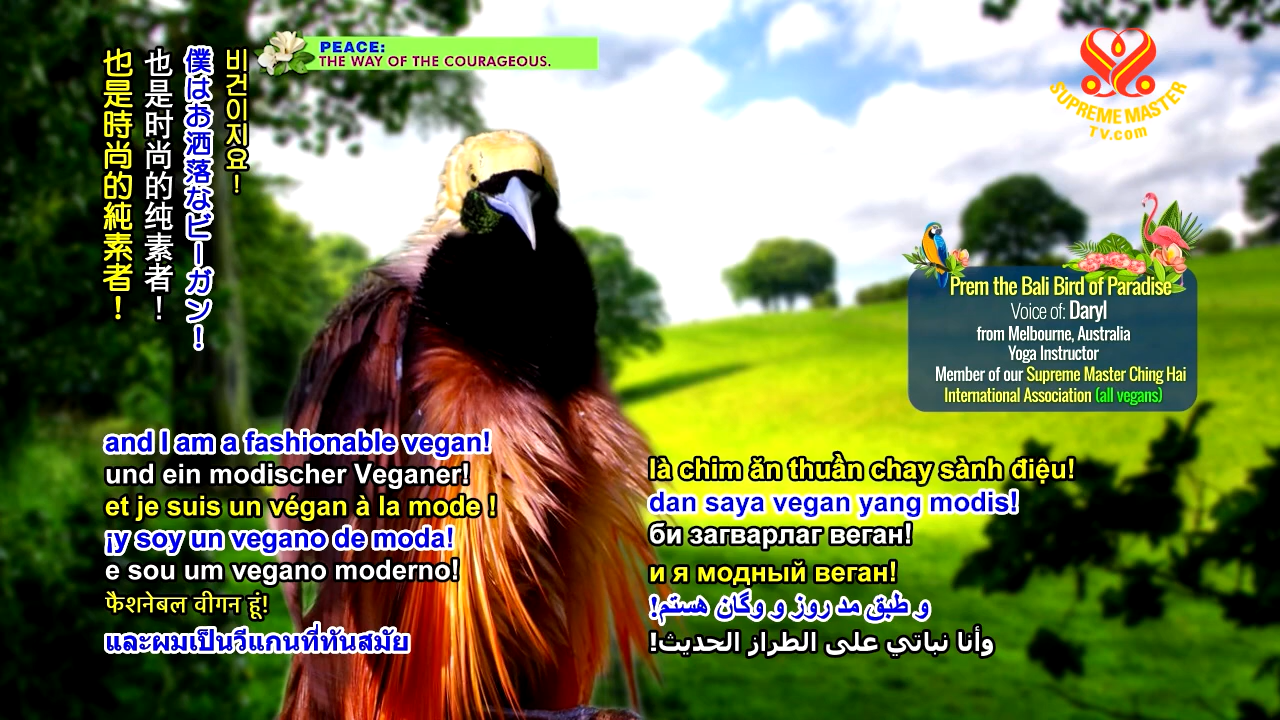 비건이지요!
僕はお洒落なビーガン!
也是时尚的纯素者!
也是時尚的純素者!
PEACE:
THE WAY OF THE COURAGEOUS.
SUPREME MASTER
TV.com
Prem the Bali Bird of Paradise
Voice of: Daryl
from Melbourne, Australia
Yoga Instructor
Member of our Supreme Master Ching Hai
International Association (all vegans)
and I am a fashionable vegan!
und ein modischer Veganer!
et je suis un végan à la mode !
¡y soy un vegano de moda!
e sou um vegano moderno!
फैशनेबल वीगन हूं!
และผมเป็นวีแกนที่ทันสมัย
là chim ăn thuần chay sành điệu!
dan saya vegan yang modis!
би загварлаг веган!
и я модный веган!
و طبق مد روز و وگان هستم!
وأنا نباتي على الطراز الحديث!